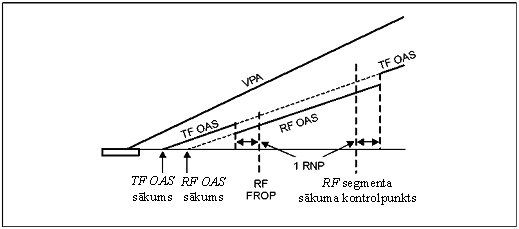 VPA
TF OAS
TF OAS
RF OAS
1 RNP
TF OAS
sākums
RF OAS
sākums
RF
FROP
RF segmenta
sākuma kontrolpunkts